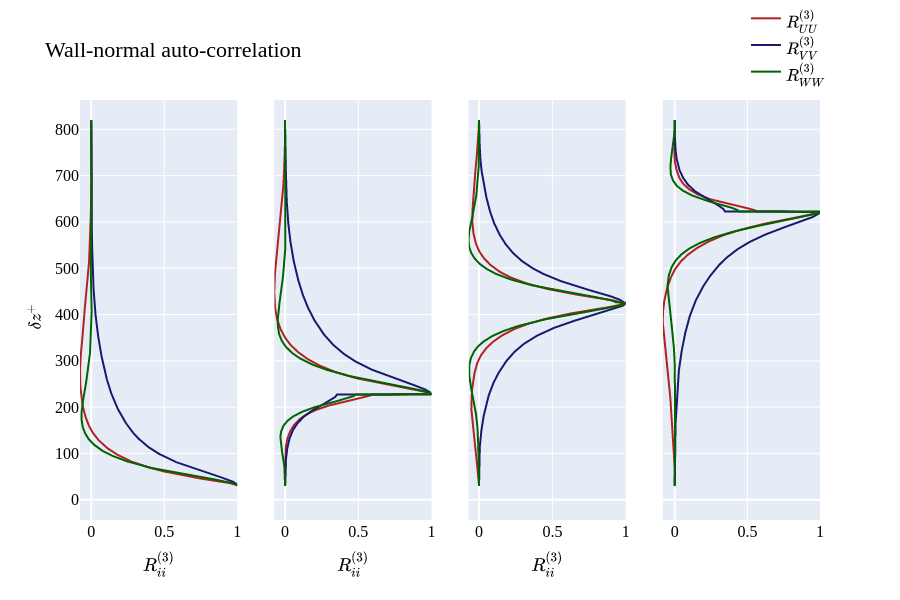 R_{UU}^{(3)}
Wall-normal auto-correlation
R_{VV}^{(3)}
R_{WW}^{(3)}
800
700
600
500
400
300
200
100
0
δz^+
0 0.5 1
0 0.5 1
0 0.5 1
0 0.5 1
R_{ii}^{(3)}
R_{ii}^{(3)}
R_{ii}^{(3)}